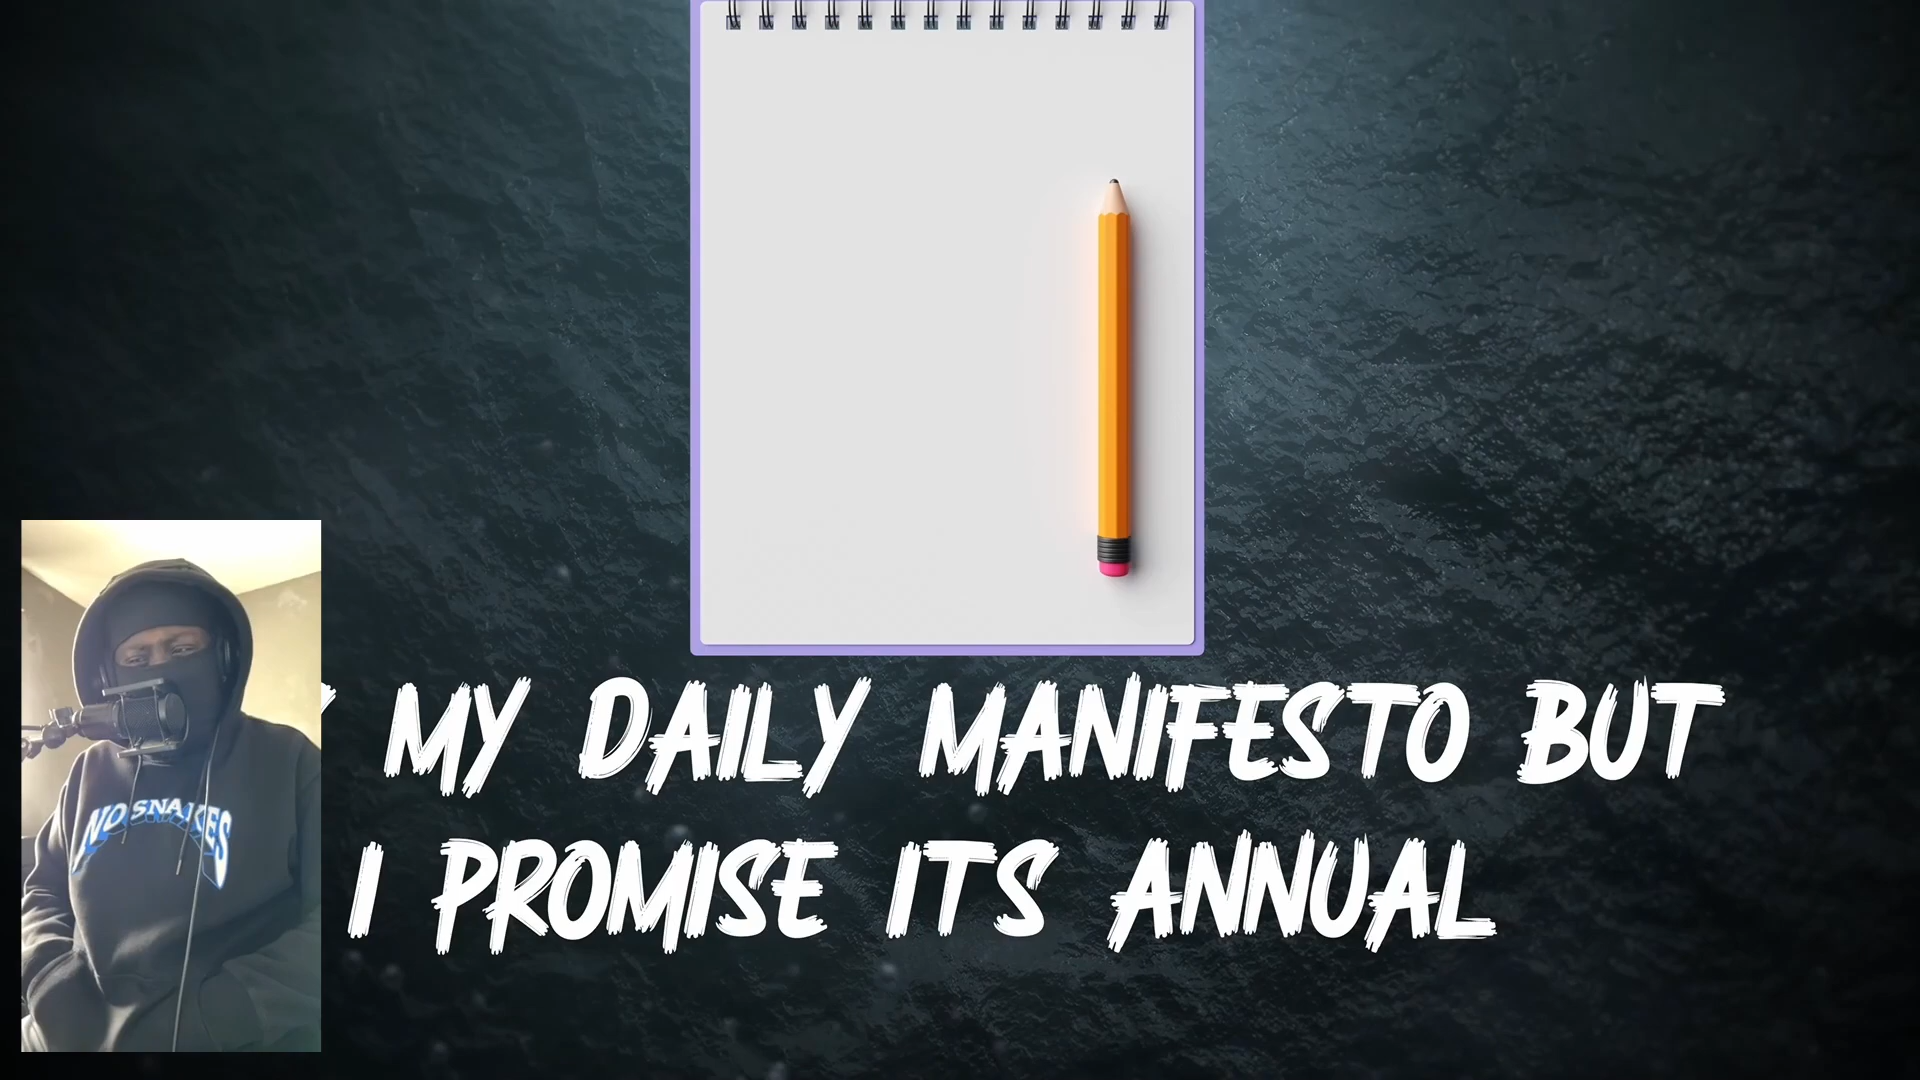 MY DAILY MANIFESTO BUT
I PROMISE ITS ANNUAL
NO SNAKES